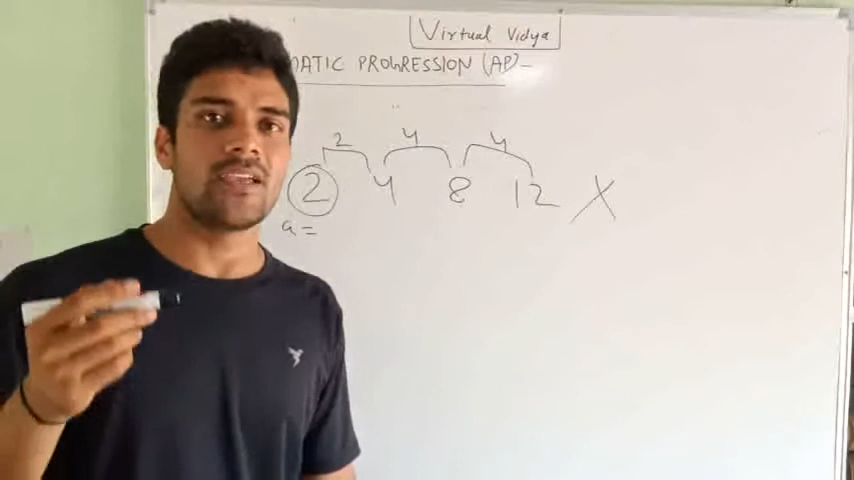 Virtual Vidya
MATIC PROGRESSION (AP)-
2 4 4
2 4 8 12 X
a =